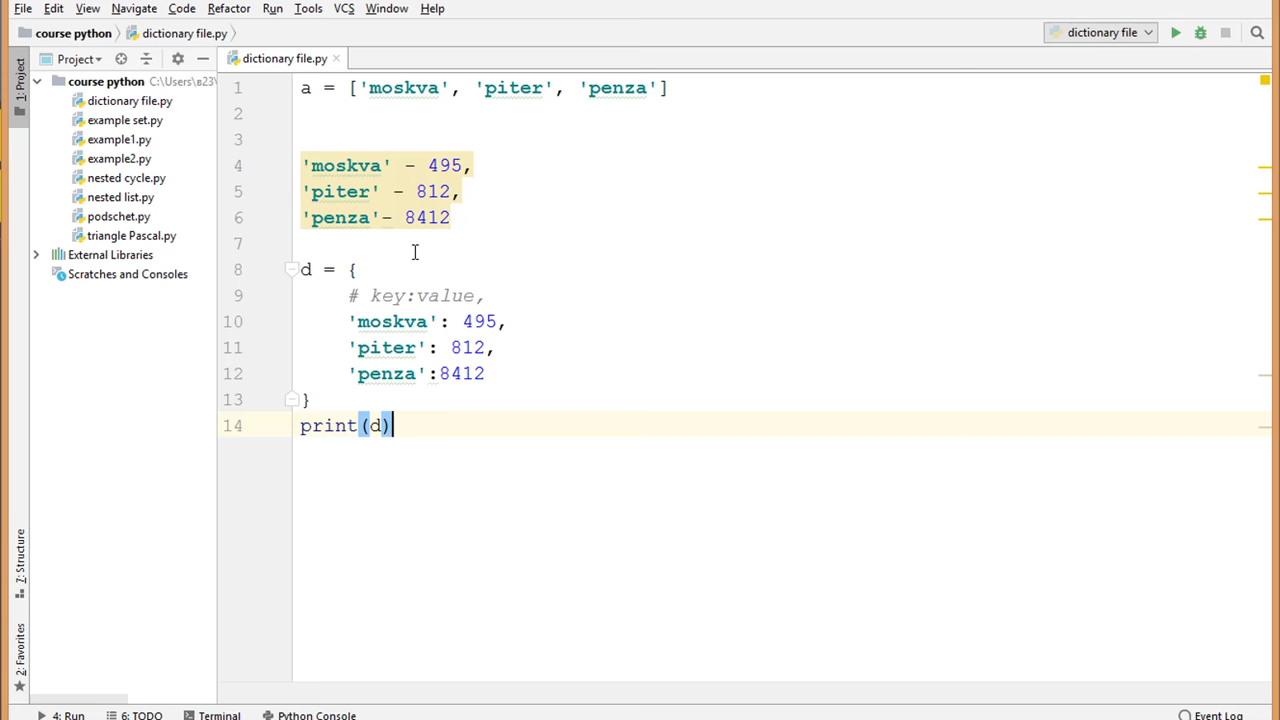 File Edit View Navigate Code Refactor Run Tools VCS Window Help
course python dictionary file.py dictionary file
Project dictionary file.py
1: Project
course python C:\Users\в23\
dictionary file.py
example set.py
example1.py
example2.py
nested cycle.py
nested list.py
podschet.py
triangle Pascal.py
External Libraries
Scratches and Consoles
7: Structure
2: Favorites
1 a = ['moskva', 'piter', 'penza']
2
3
4 'moskva' - 495,
5 'piter' - 812,
6 'penza'- 8412
7
8 d = {
9 # key:value,
10 'moskva': 495,
11 'piter': 812,
12 'penza':8412
13 }
14 print(d)
4: Run 6: TODO Terminal Python Console Event Log